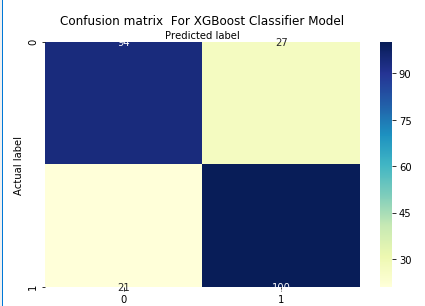 Confusion matrix  For XGBoost Classifier Model
Predicted label
0 94 27
90
75
60
45
30
Actual label
1 21 100
0 1